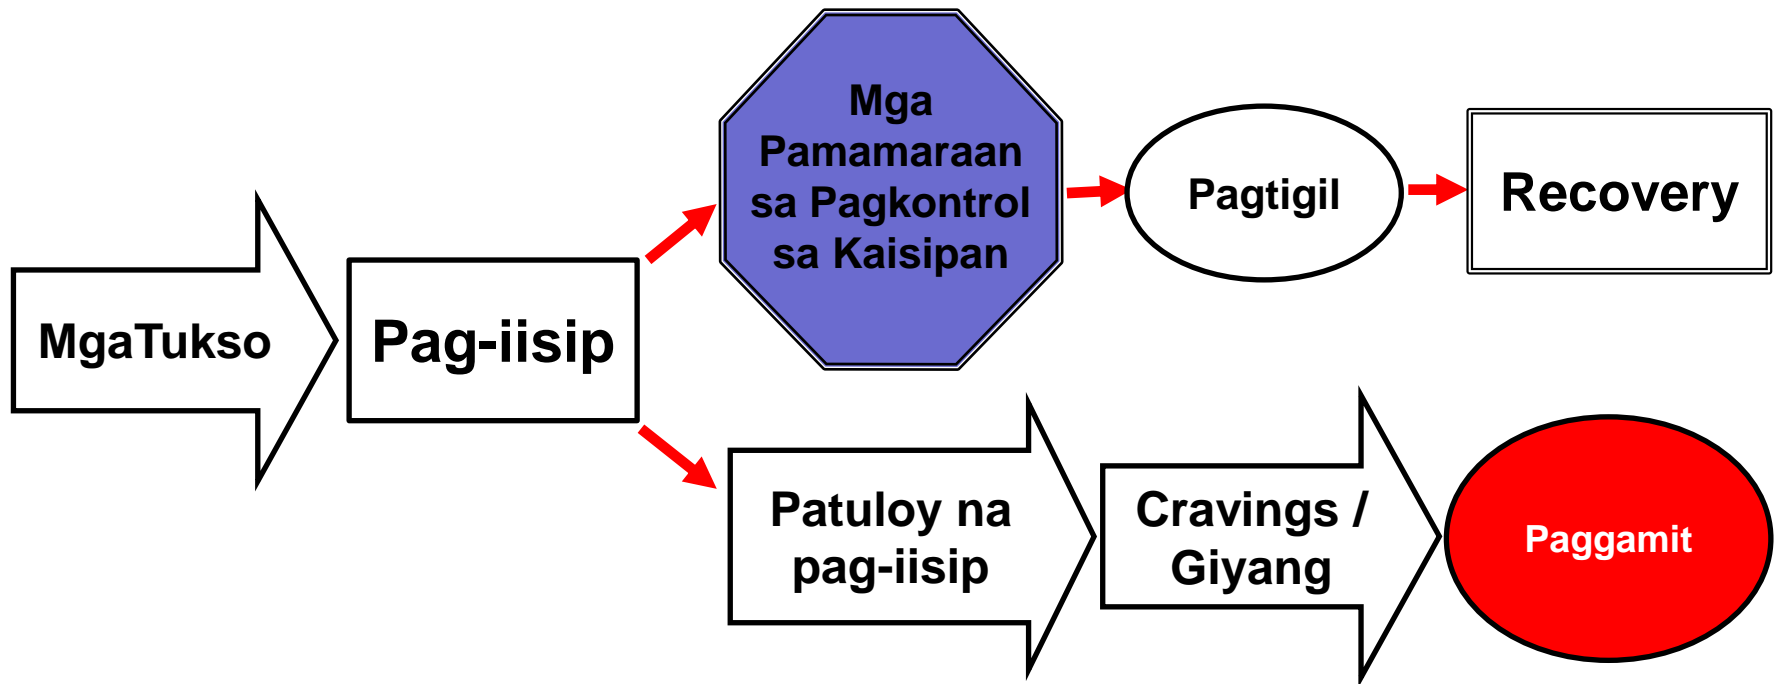 MgaTukso
Pag-iisip
Mga
Pamamaraan
sa Pagkontrol
sa Kaisipan
Pagtigil
Recovery
Patuloy na
pag-iisip
Cravings /
Giyang
Paggamit